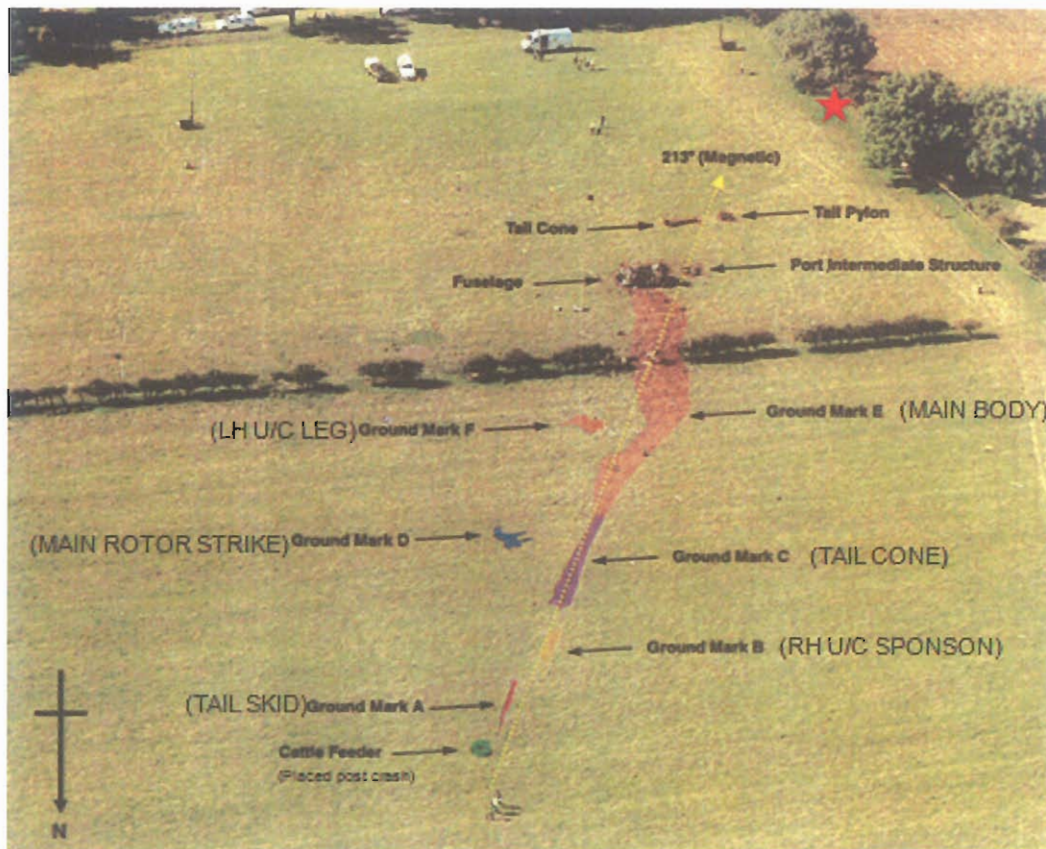 213° (Magnetic)
Tail Cone
Tail Pylon
Fuselage
Port Intermediate Structure
(LH U/C LEG) Ground Mark F
Ground Mark E (MAIN BODY)
(MAIN ROTOR STRIKE) Ground Mark D
Ground Mark C (TAIL CONE)
Ground Mark B (RH U/C SPONSON)
(TAIL SKID) Ground Mark A
Cattle Feeder
(Placed post crash)
N